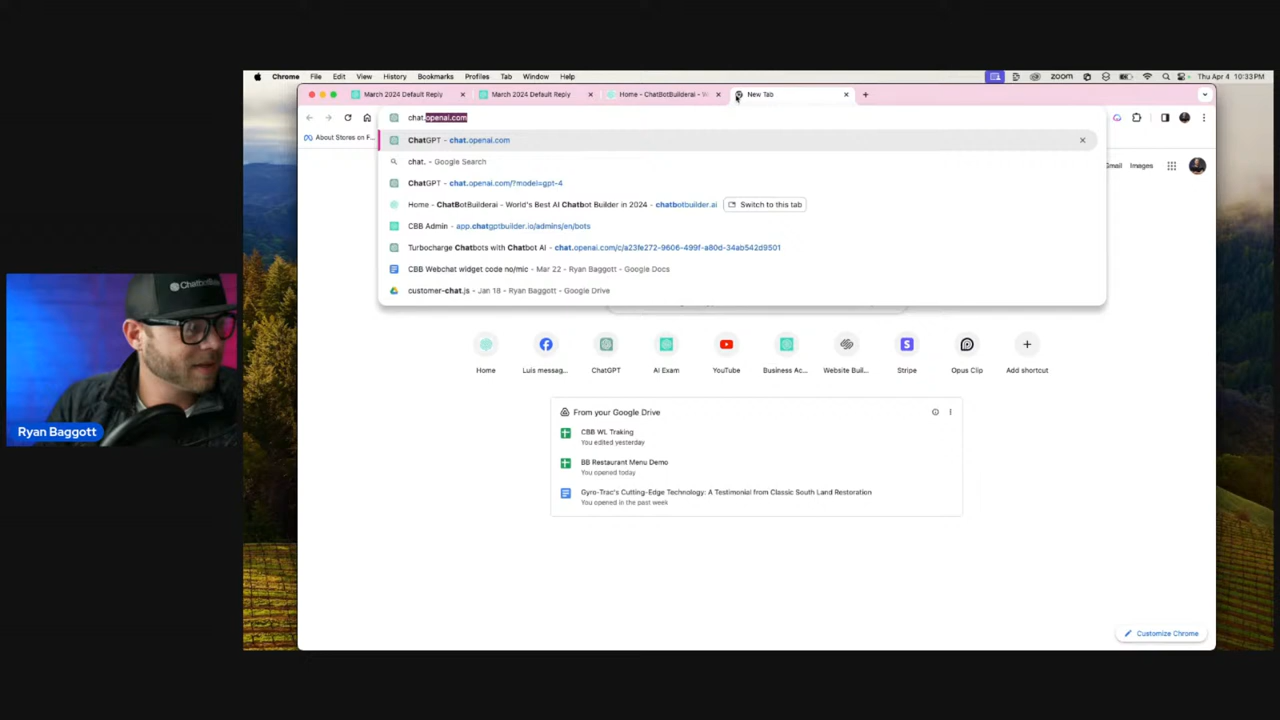 Chrome File Edit View History Bookmarks Profiles Tab Window Help zoom Thu Apr 4 10:33 PM
March 2024 Default Reply March 2024 Default Reply Home - ChatBotBuilderai - W New Tab
chat.openai.com
About Stores on F...
ChatGPT - chat.openai.com
chat. - Google Search
Gmail Images
ChatGPT - chat.openai.com/?model=gpt-4
Home - ChatBotBuilderai - World's Best AI Chatbot Builder in 2024 - chatbotbuilder.ai Switch to this tab
CBB Admin - app.chatgptbuilder.io/admins/en/bots
Turbocharge Chatbots with Chatbot AI - chat.openai.com/c/a23fe272-9606-499f-a80d-34ab542d9501
CBB Webchat widget code no/mic - Mar 22 - Ryan Baggott - Google Docs
customer-chat.js - Jan 18 - Ryan Baggott - Google Drive
Home Luis messag... ChatGPT AI Exam YouTube Business Ac... Website Buil... Stripe Opus Clip Add shortcut
From your Google Drive
CBB WL Traking
You edited yesterday
BB Restaurant Menu Demo
You opened today
Gyro-Trac's Cutting-Edge Technology: A Testimonial from Classic South Land Restoration
You opened in the past week
Customize Chrome
Ryan Baggott